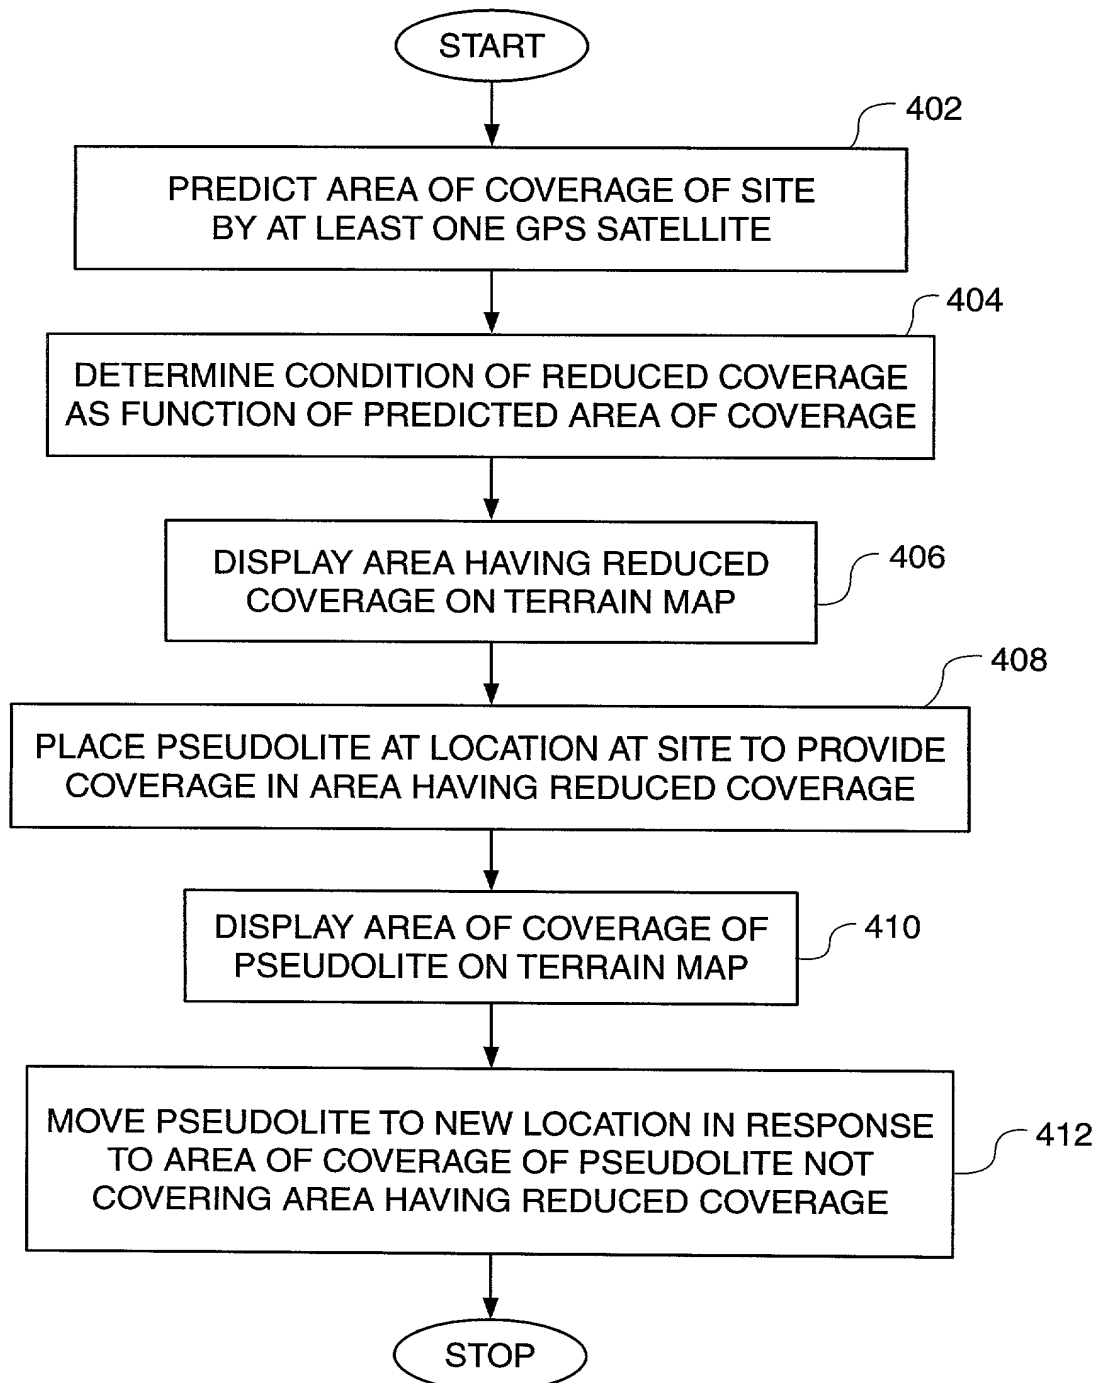 START
402
PREDICT AREA OF COVERAGE OF SITE
BY AT LEAST ONE GPS SATELLITE
404
DETERMINE CONDITION OF REDUCED COVERAGE
AS FUNCTION OF PREDICTED AREA OF COVERAGE
406
DISPLAY AREA HAVING REDUCED
COVERAGE ON TERRAIN MAP
408
PLACE PSEUDOLITE AT LOCATION AT SITE TO PROVIDE
COVERAGE IN AREA HAVING REDUCED COVERAGE
410
DISPLAY AREA OF COVERAGE OF
PSEUDOLITE ON TERRAIN MAP
412
MOVE PSEUDOLITE TO NEW LOCATION IN RESPONSE
TO AREA OF COVERAGE OF PSEUDOLITE NOT
COVERING AREA HAVING REDUCED COVERAGE
STOP